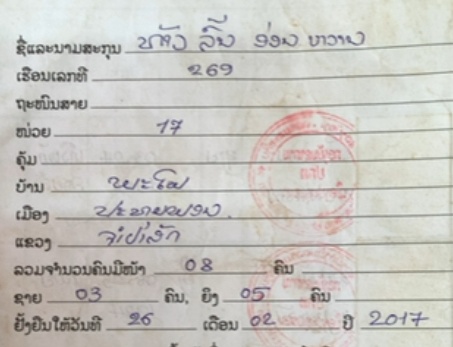 ຊື່ແລະນາມສະກຸນ ທ້າວ ລິນ ອ່ອນ ບາວານ
ເຮືອນເລກທີ 269
ຖະໜົນສາຍ
ໜ່ວຍ 17
ຄຸ້ມ
ບ້ານ ພະໂພ
ເມືອງ ປະທຸມພອນ.
ແຂວງ ຈຳປາສັກ
ລວມຈຳນວນຄົນມີໜ້າ 08 ຄົນ
ຊາຍ 03 ຄົນ, ຍິງ 05 ຄົນ
ຢັ້ງຢືນໃຫ້ວັນທີ 26 ເດືອນ 02 ປີ 2017